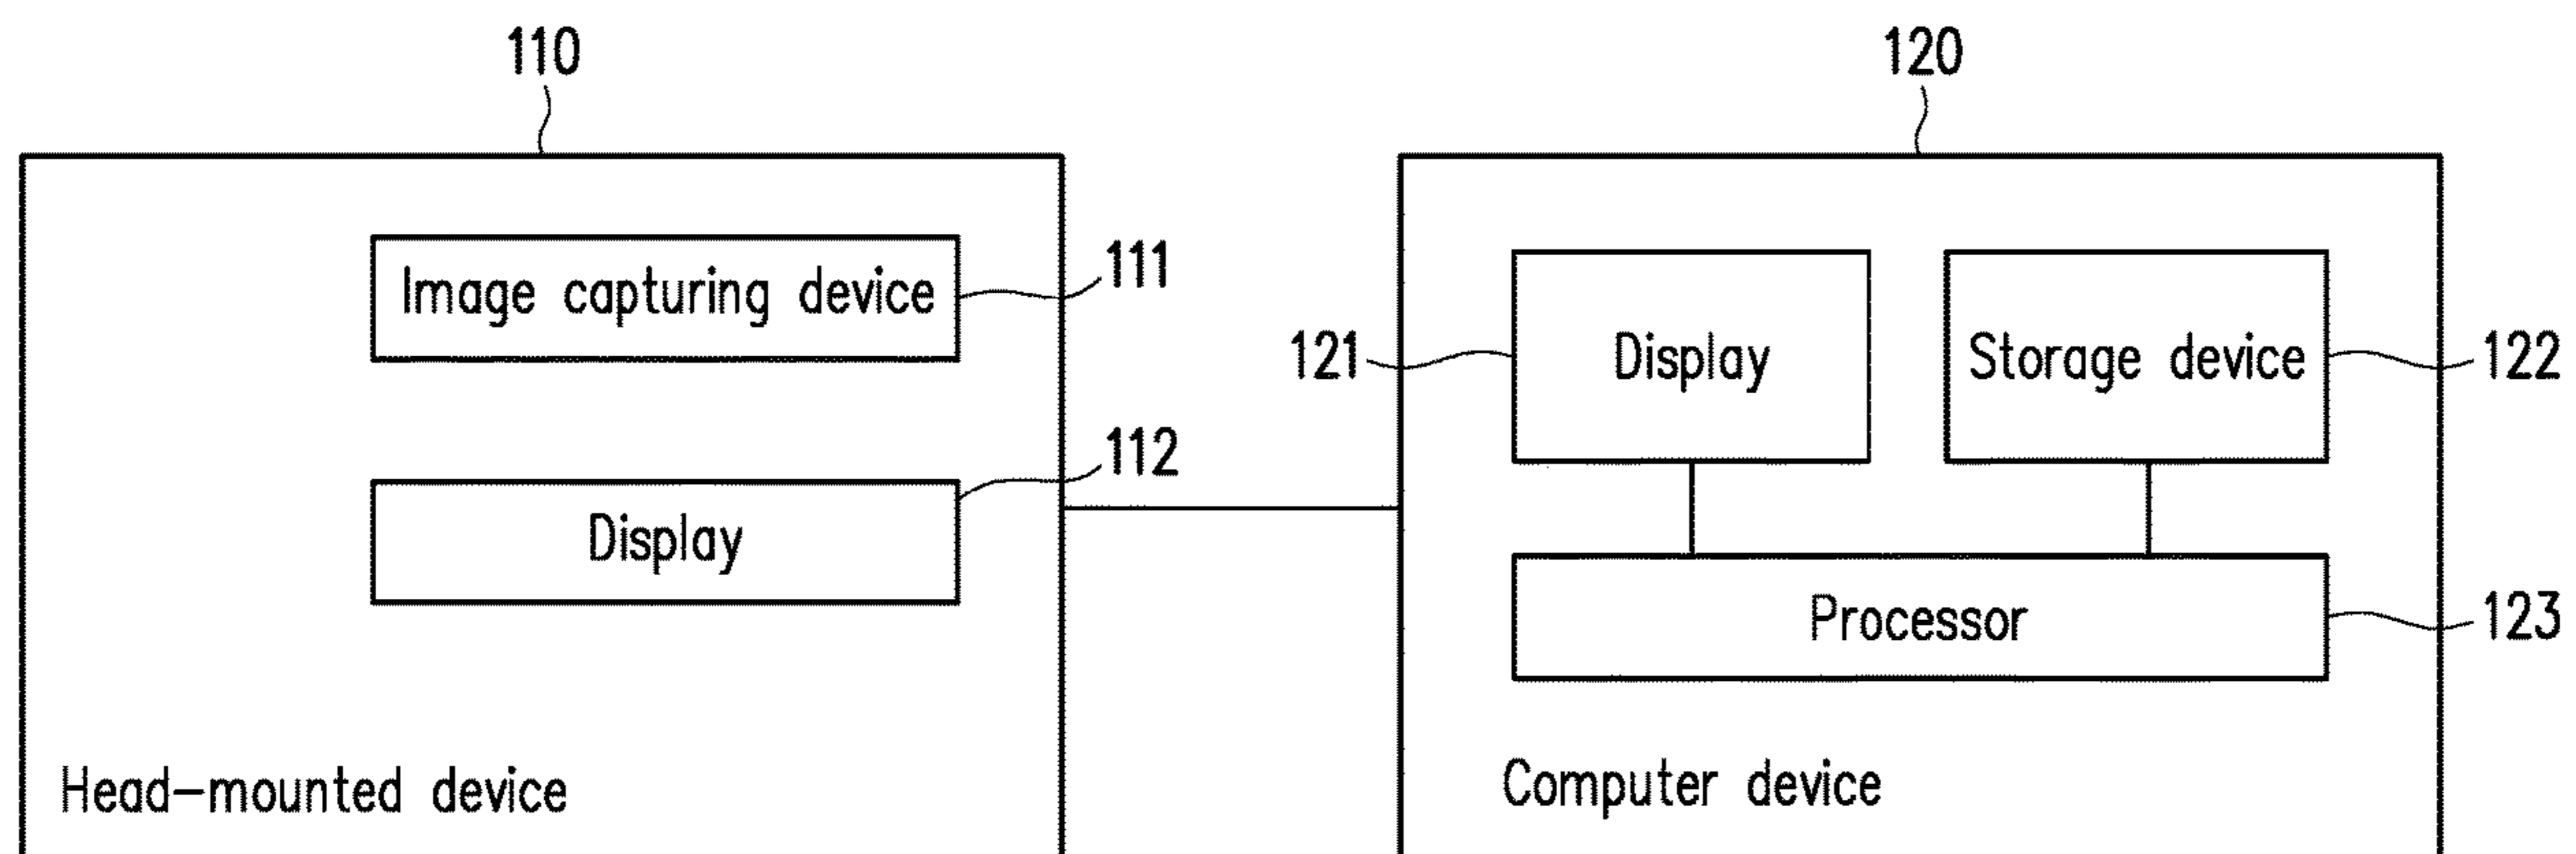 110
120
Image capturing device
111
Display
112
Head-mounted device
121
Display
Storage device
122
Processor
123
Computer device